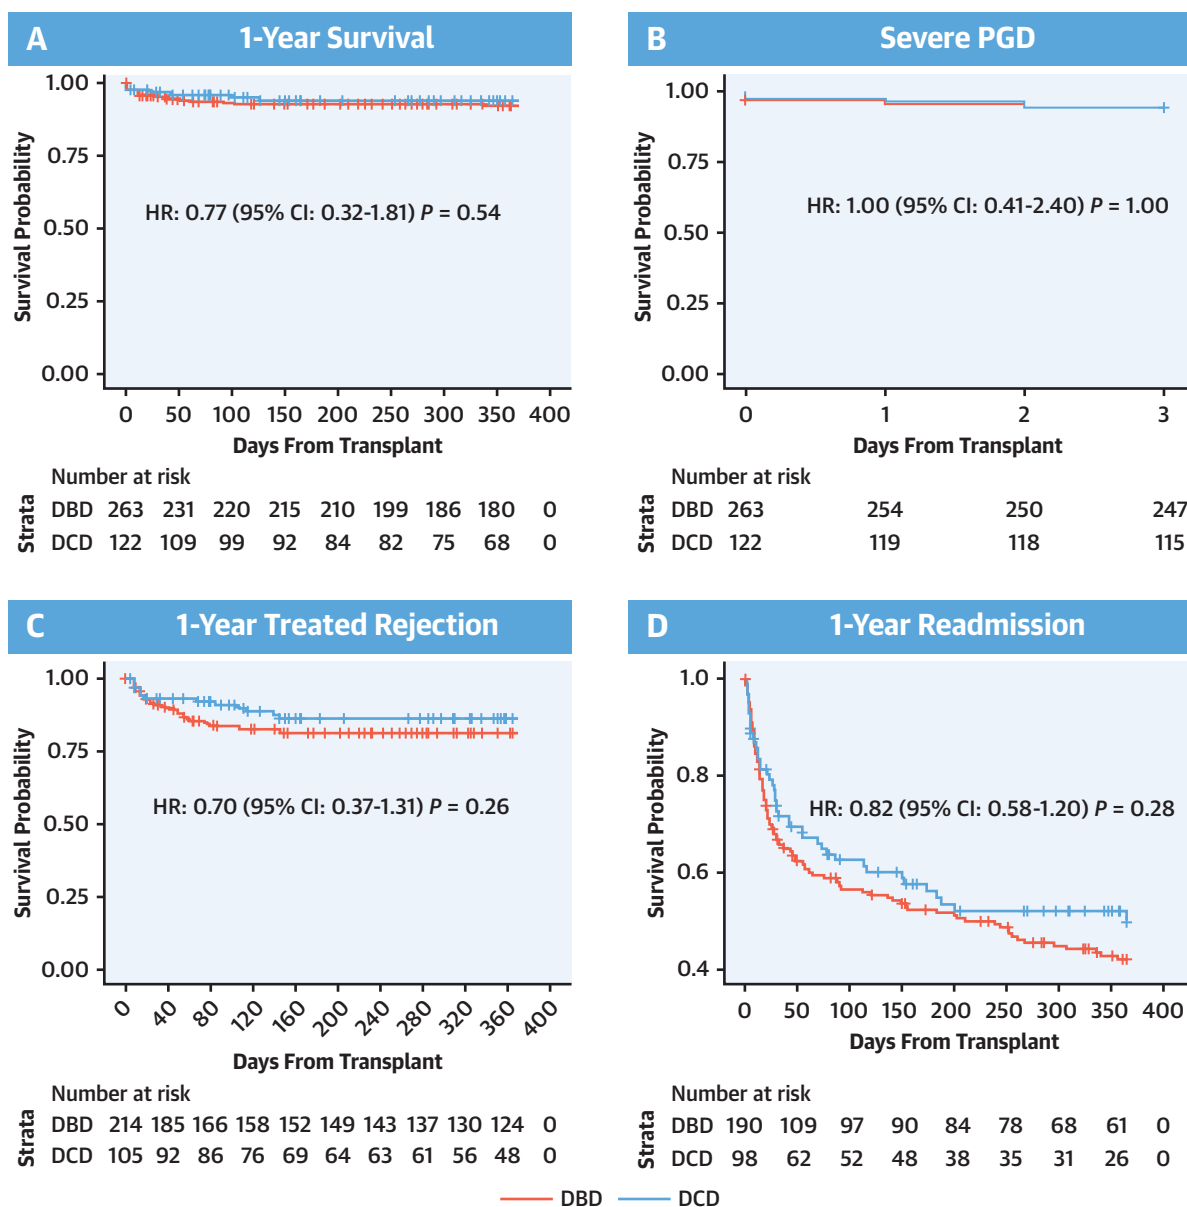 A 1-Year Survival
1.00
0.75
0.50
0.25
0.00
Survival Probability
HR: 0.77 (95% CI: 0.32-1.81) P = 0.54
0 50 100 150 200 250 300 350 400
Days From Transplant
Number at risk
Strata
DBD 263 231 220 215 210 199 186 180 0
DCD 122 109 99 92 84 82 75 68 0
B Severe PGD
1.00
0.75
0.50
0.25
0.00
Survival Probability
HR: 1.00 (95% CI: 0.41-2.40) P = 1.00
0 1 2 3
Days From Transplant
Number at risk
Strata
DBD 263 254 250 247
DCD 122 119 118 115
C 1-Year Treated Rejection
1.00
0.75
0.50
0.25
0.00
Survival Probability
HR: 0.70 (95% CI: 0.37-1.31) P = 0.26
0 40 80 120 160 200 240 280 320 360 400
Days From Transplant
Number at risk
Strata
DBD 214 185 166 158 152 149 143 137 130 124 0
DCD 105 92 86 76 69 64 63 61 56 48 0
D 1-Year Readmission
1.0
0.8
0.6
0.4
Survival Probability
HR: 0.82 (95% CI: 0.58-1.20) P = 0.28
0 50 100 150 200 250 300 350 400
Days From Transplant
Number at risk
Strata
DBD 190 109 97 90 84 78 68 61 0
DCD 98 62 52 48 38 35 31 26 0
DBD DCD